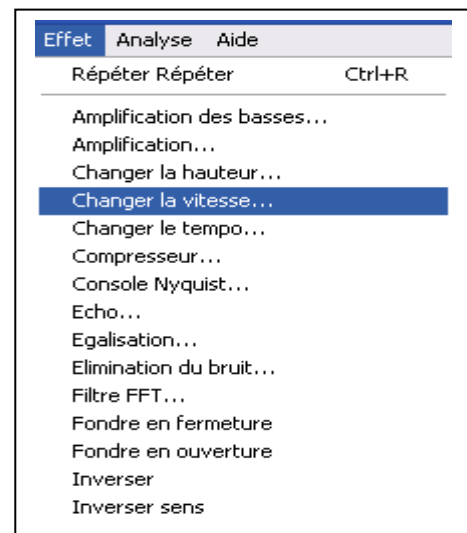 Effet Analyse Aide
Répéter Répéter Ctrl+R
Amplification des basses...
Amplification...
Changer la hauteur...
Changer la vitesse...
Changer le tempo...
Compresseur...
Console Nyquist...
Echo...
Egalisation...
Elimination du bruit...
Filtre FFT...
Fondre en fermeture
Fondre en ouverture
Inverser
Inverser sens